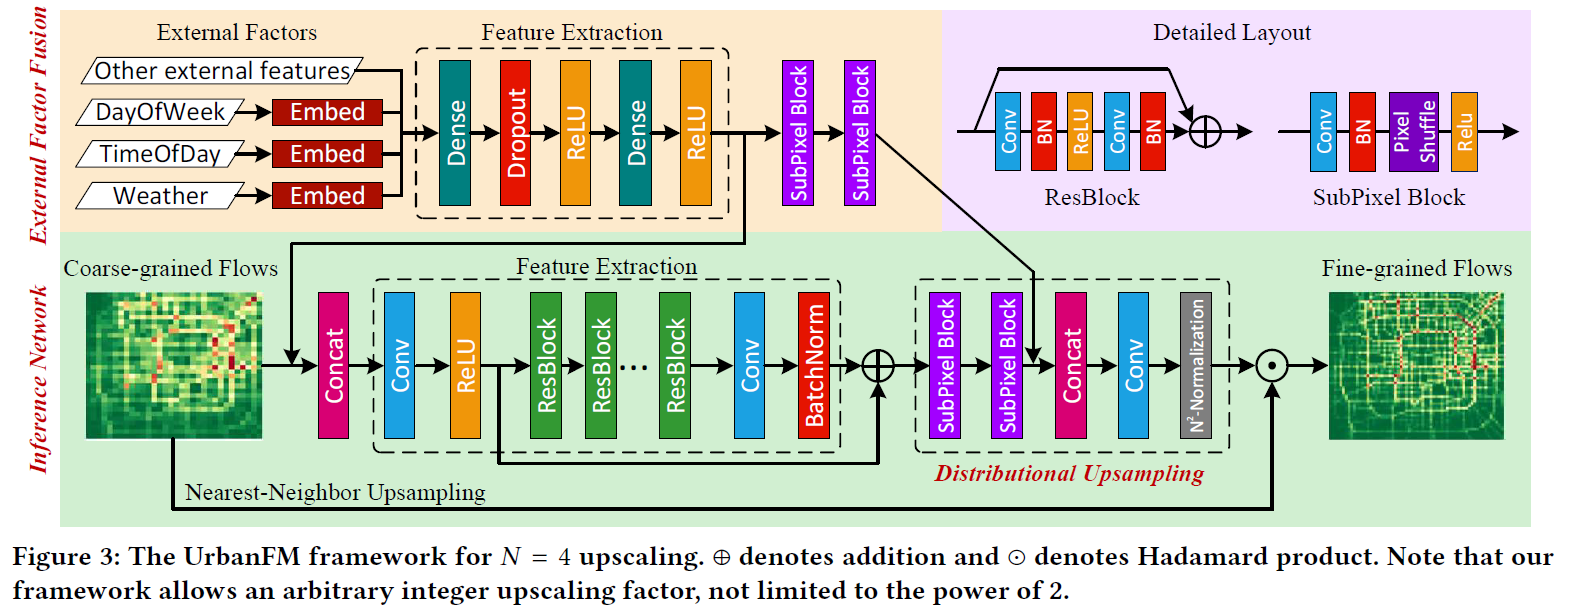 External Factor Fusion
External Factors
Other external features
DayOfWeek
Embed
TimeOfDay
Embed
Weather
Embed
Feature Extraction
Dense
Dropout
ReLU
Dense
ReLU
SubPixel Block
SubPixel Block
Detailed Layout
Conv
BN
ReLU
Conv
BN
ResBlock
Conv
BN
Pixel
Shuffle
Relu
SubPixel Block
Inference Network
Coarse-grained Flows
Concat
Feature Extraction
Conv
ReLU
ResBlock
ResBlock
...
ResBlock
Conv
BatchNorm
SubPixel Block
SubPixel Block
Concat
Conv
N²-Normalization
Distributional Upsampling
Fine-grained Flows
Nearest-Neighbor Upsampling
Figure 3: The UrbanFM framework for N = 4 upscaling. ⊕ denotes addition and ⊙ denotes Hadamard product. Note that our
framework allows an arbitrary integer upscaling factor, not limited to the power of 2.